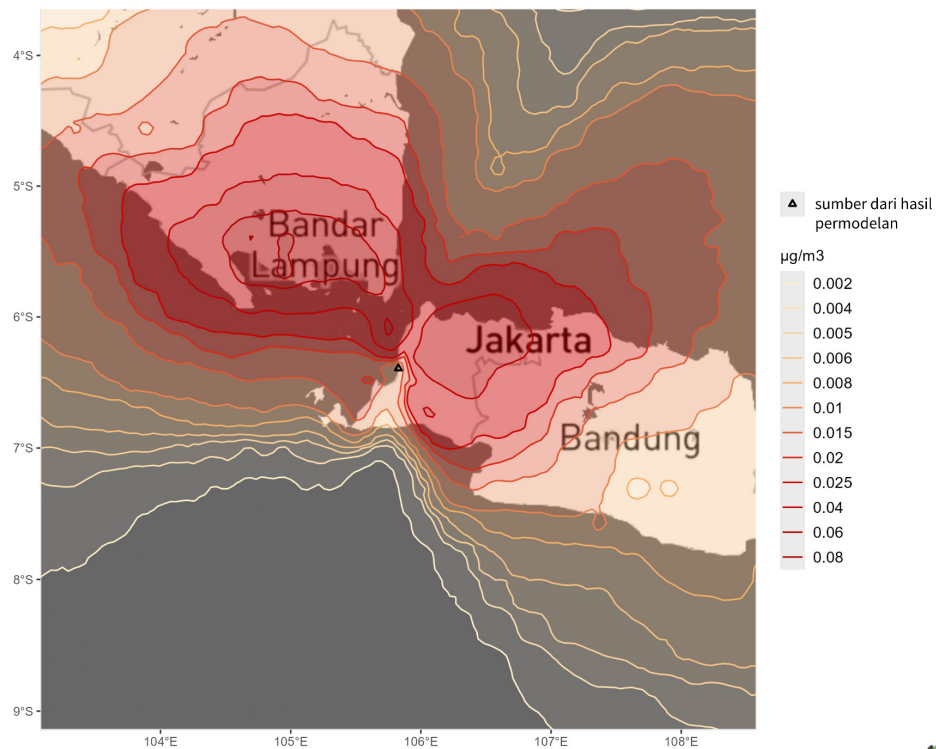 4°S
5°S
6°S
7°S
8°S
9°S
104°E
105°E
106°E
107°E
108°E
Bandar
Lampung
Jakarta
Bandung
sumber dari hasil
permodelan
µg/m3
0.002
0.004
0.005
0.006
0.008
0.01
0.015
0.02
0.025
0.04
0.06
0.08